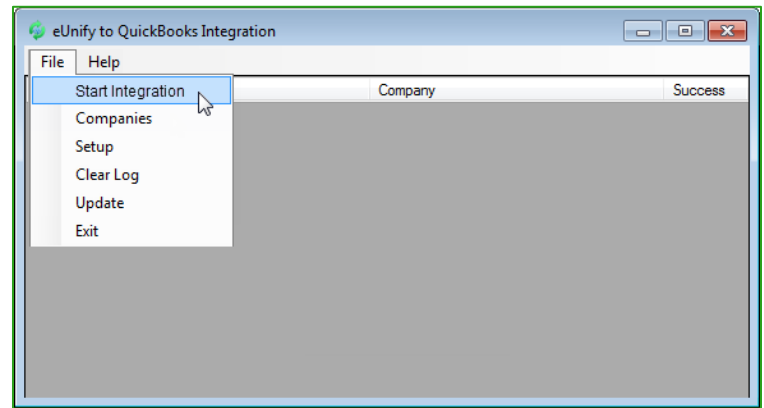 eUnify to QuickBooks Integration
File Help
Start Integration Company Success
Companies
Setup
Clear Log
Update
Exit